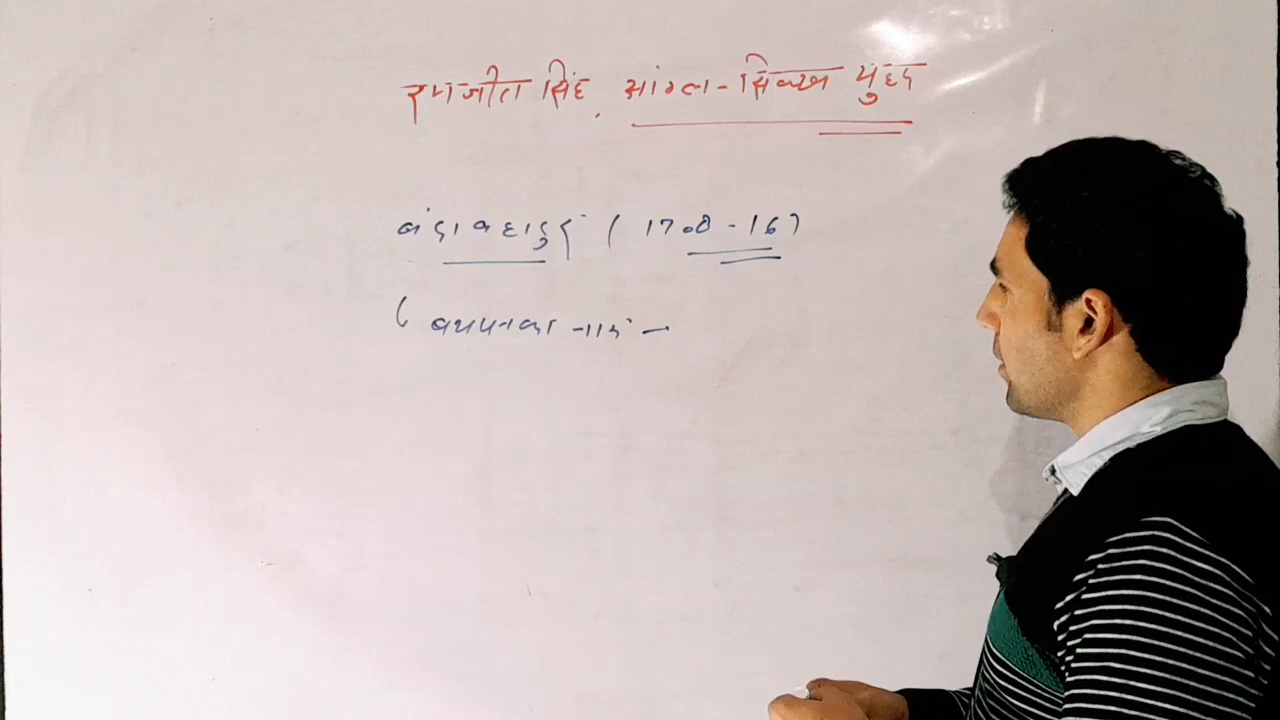 रणजीत सिंह, आंग्ल-सिक्ख युद्ध
बंदा बहादुर (1708-16)
( बचपन का नाम -